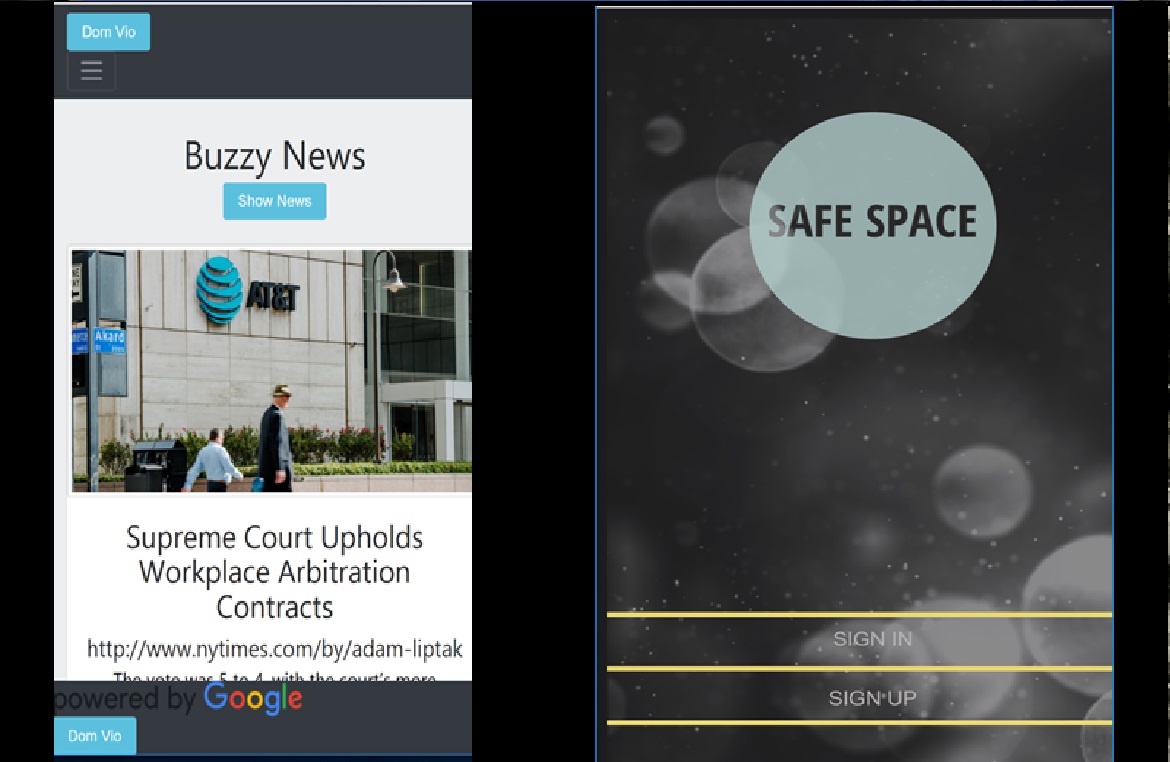 Dom Vio
Buzzy News
Show News
AT&T
Akard
Supreme Court Upholds
Workplace Arbitration
Contracts
http://www.nytimes.com/by/adam-liptak
The vote was 5 to 4, with the court's more
powered by Google
Dom Vio
SAFE SPACE
SIGN IN
SIGN UP